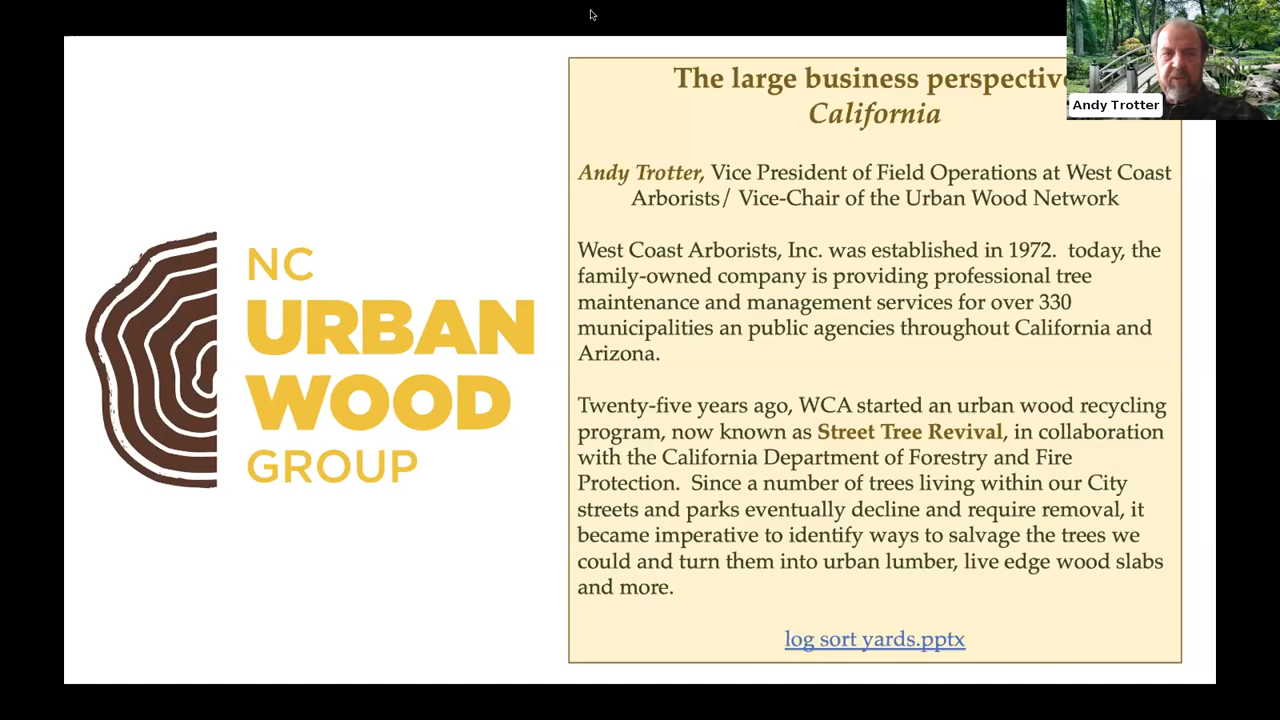 NC
URBAN
WOOD
GROUP
The large business perspectiv
California
Andy Trotter, Vice President of Field Operations at West Coast
Arborists/ Vice-Chair of the Urban Wood Network
West Coast Arborists, Inc. was established in 1972.  today, the
family-owned company is providing professional tree
maintenance and management services for over 330
municipalities an public agencies throughout California and
Arizona.
Twenty-five years ago, WCA started an urban wood recycling
program, now known as Street Tree Revival, in collaboration
with the California Department of Forestry and Fire
Protection.  Since a number of trees living within our City
streets and parks eventually decline and require removal, it
became imperative to identify ways to salvage the trees we
could and turn them into urban lumber, live edge wood slabs
and more.
log sort yards.pptx
Andy Trotter